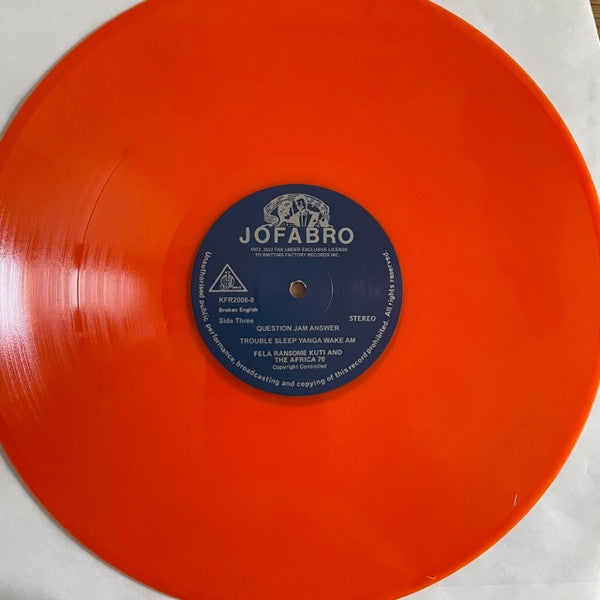 JOFABRO
1972, 2022 FAK UNDER EXCLUSIVE LICENSE
TO KNITTING FACTORY RECORDS INC.
KFR2006-8
Broken English
Side Three
STEREO
QUESTION JAM ANSWER
TROUBLE SLEEP YANGA WAKE AM
FELA RANSOME KUTI AND
THE AFRICA 70
Copyright Controlled
Unauthorised public performance, broadcasting and copying of this record prohibited. All rights reserved.